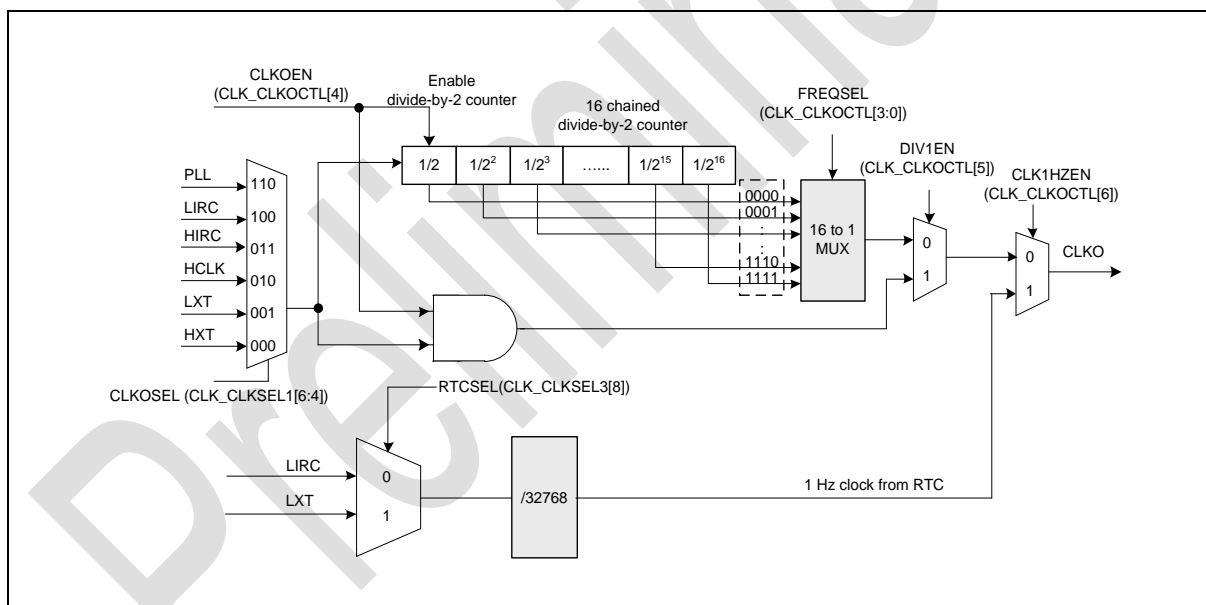 CLKOEN
(CLK_CLKOCTL[4])
Enable
divide-by-2 counter
16 chained
divide-by-2 counter
FREQSEL
(CLK_CLKOCTL[3:0])
DIV1EN
(CLK_CLKOCTL[5])
CLK1HZEN
(CLK_CLKOCTL[6])
1/2 1/2² 1/2³ …... 1/2¹⁵ 1/2¹⁶
PLL 110
LIRC 100
HIRC 011
HCLK 010
LXT 001
HXT 000
0000
0001
:
:
1110
1111
16 to 1
MUX
0
1
0
1
CLKO
CLKOSEL (CLK_CLKSEL1[6:4])
RTCSEL(CLK_CLKSEL3[8])
LIRC 0
LXT 1
/32768
1 Hz clock from RTC
Prelimin